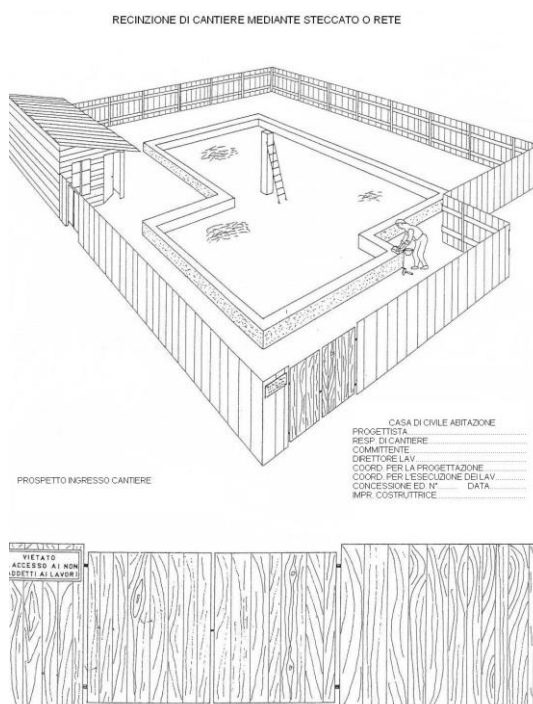 RECINZIONE DI CANTIERE MEDIANTE STECCATO O RETE
CASA DI CIVILE ABITAZIONE
PROGETTISTA
RESP. DI CANTIERE
COMMITTENTE
DIRETTORE LAV.
COORD. PER LA PROGETTAZIONE
COORD. PER L'ESECUZIONE DEI LAV.
CONCESSIONE ED. N° DATA
IMPR. COSTRUTTRICE
PROSPETTO INGRESSO CANTIERE
VIETATO
ACCESSO AI NON
ADDETTI AI LAVORI